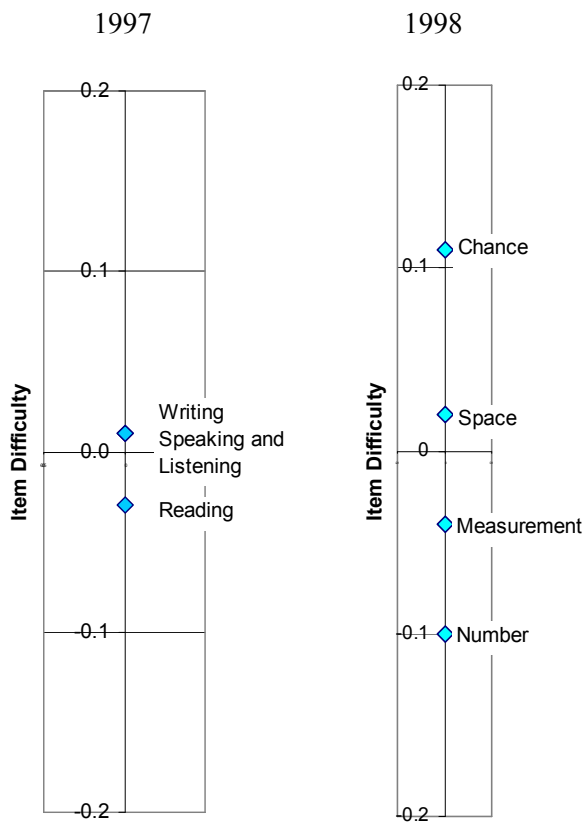 1997
1998
0.2
0.1
0.0
-0.1
-0.2
Item Difficulty
Writing
Speaking and
Listening
Reading
0.2
0.1
0
-0.1
-0.2
Item Difficulty
Chance
Space
Measurement
Number